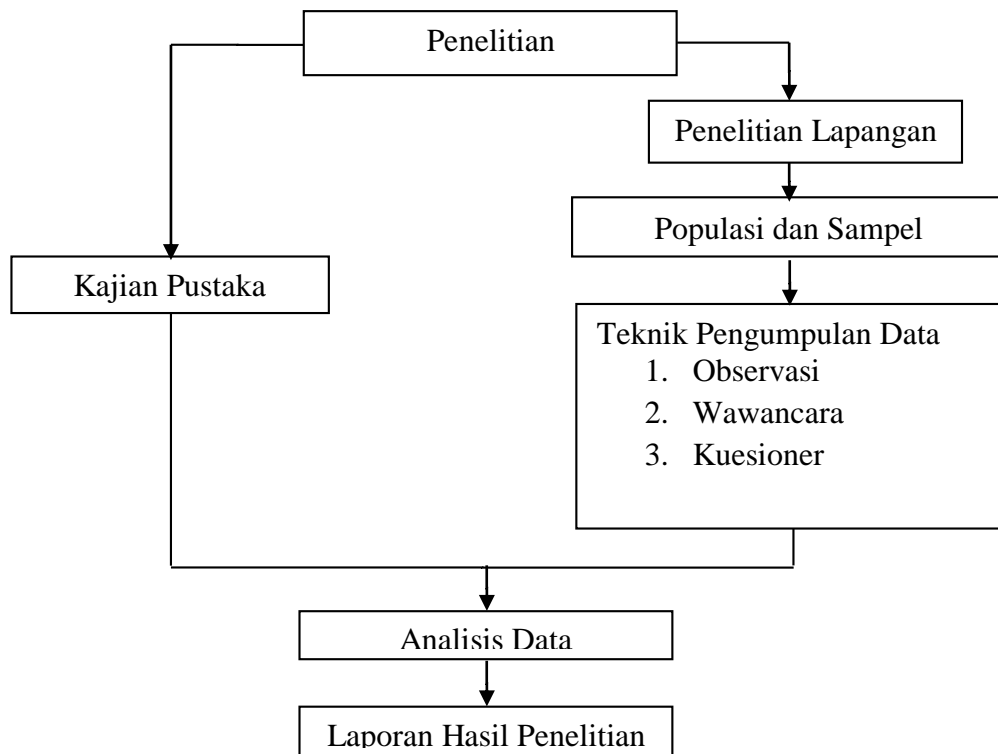 Penelitian
Penelitian Lapangan
Populasi dan Sampel
Kajian Pustaka
Teknik Pengumpulan Data
1. Observasi
2. Wawancara
3. Kuesioner
Analisis Data
Laporan Hasil Penelitian